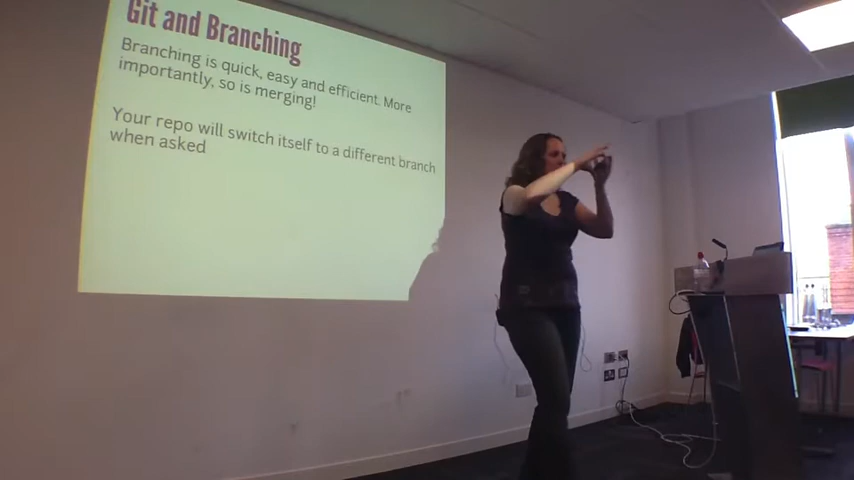 Git and Branching
Branching is quick, easy and efficient. More
importantly, so is merging!
Your repo will switch itself to a different branch
when asked